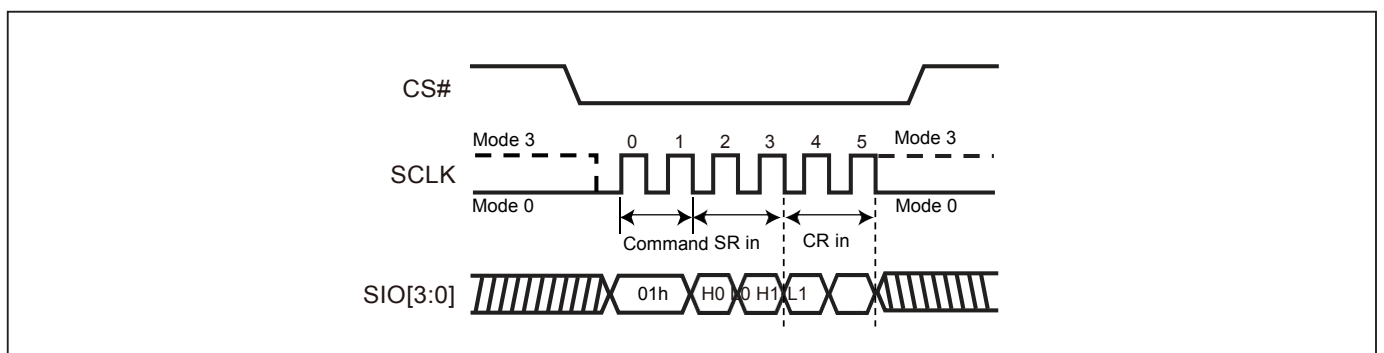 CS#
Mode 3 0 1 2 3 4 5 Mode 3
SCLK
Mode 0 Mode 0
Command SR in CR in
SIO[3:0] 01h H0 L0 H1 L1